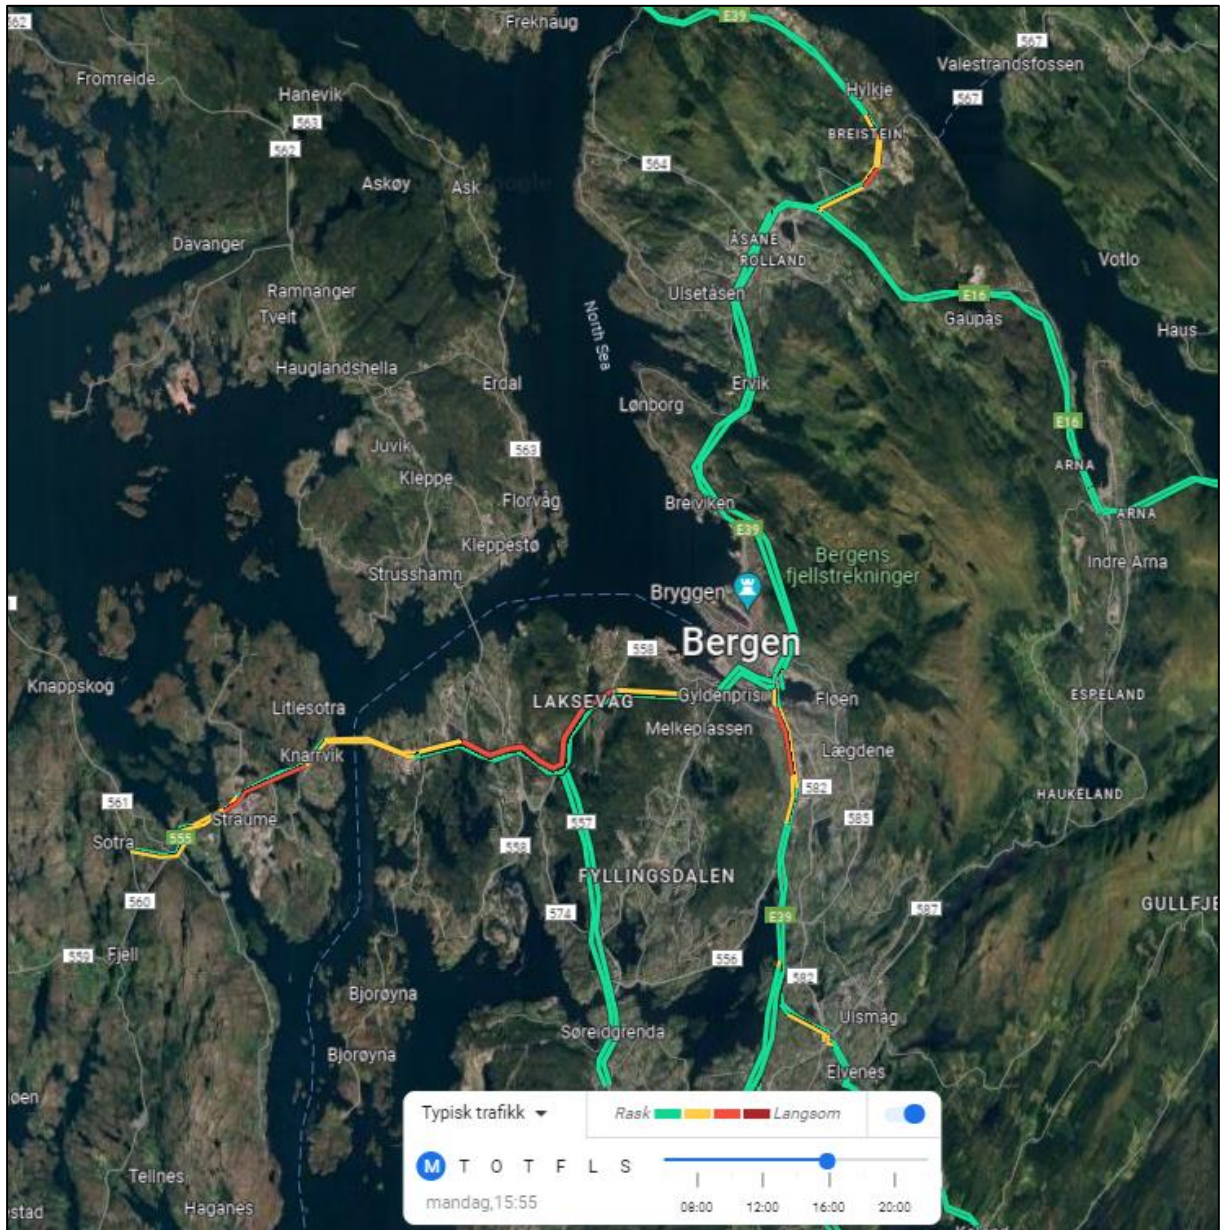 562
Freknaug
E39
567
Fromreide
Valestrandsfossen
Hanevik
Hylkje
567
563
BREISTEIN
562
564
Askøy
Ask
Davanger
ÅSANE
ROLLAND
Votlo
Ramnanger
Ulsetåsen
E16
Tveit
Gaupås
North Sea
Haus
Hauglandshella
Erdal
Ervik
Lønborg
E16
Juvik
563
Kleppe
ARNA
Florvåg
Breiviken
ARNA
E39
Kleppestø
Bergens
fjellstrekninger
Indre Arna
Strusshamn
Bryggen
Bergen
558
Knappskog
Gyldenpris
Fløen
ESPELAND
LAKSEVÅG
Litlesotra
Melkeplassen
Knarrvik
Lægdene
582
HAUKELAND
561
Straume
557
585
Sotra
555
558
FYLLINGSDALEN
560
574
E39
587
GULLFJE
559
Fjell
556
582
Bjorøyna
Ulsmåg
Søreidgrenda
Bjorøyna
Elvenes
øen
Typisk trafikk
Rask
Langsom
M T O T F L S
Tellnes
mandag,15:55
08:00 12:00 16:00 20:00
stad
Haganes